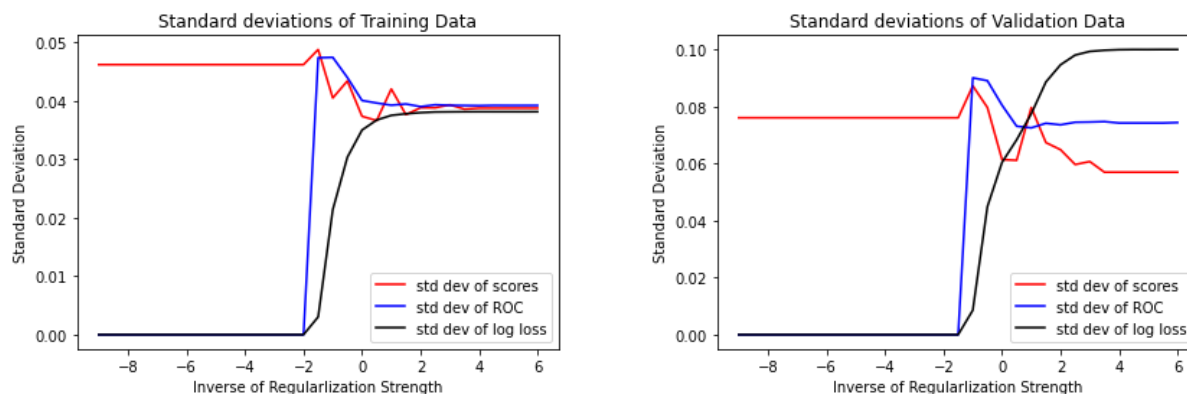 Standard deviations of Training Data
Standard Deviation
0.05
0.04
0.03
0.02
0.01
0.00
std dev of scores
std dev of ROC
std dev of log loss
−8
−6
−4
−2
0
2
4
6
Inverse of Regularlization Strength
Standard deviations of Validation Data
Standard Deviation
0.10
0.08
0.06
0.04
0.02
0.00
std dev of scores
std dev of ROC
std dev of log loss
−8
−6
−4
−2
0
2
4
6
Inverse of Regularlization Strength